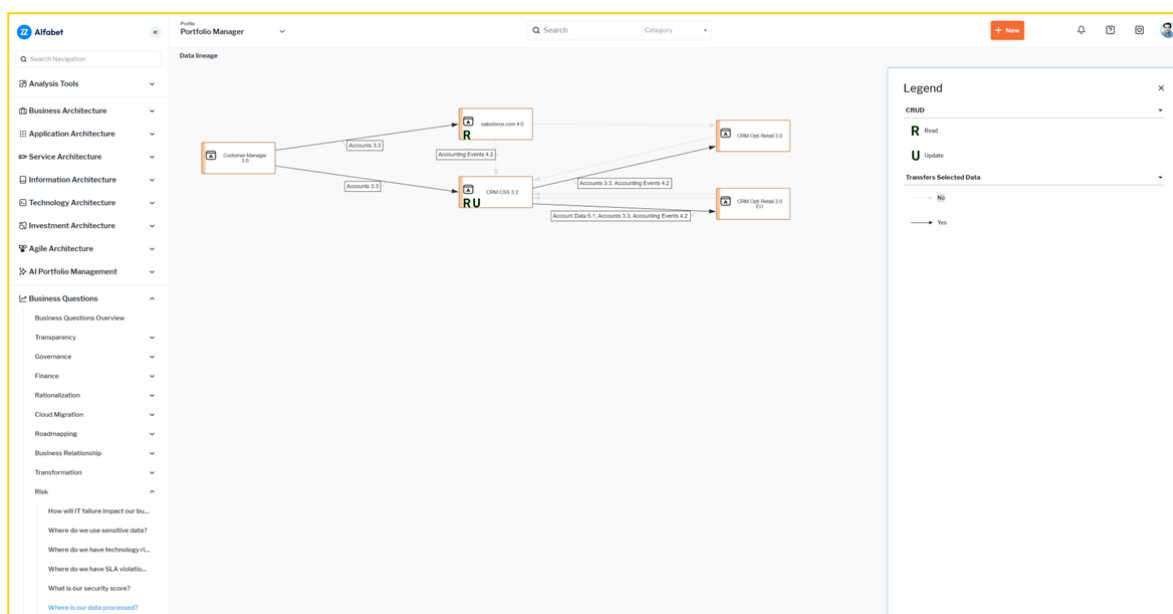 Alfabet
«
Profile
Portfolio Manager
Search
Category
+ New
Search Navigation
Data lineage
Analysis Tools
Business Architecture
Application Architecture
Service Architecture
Information Architecture
Technology Architecture
Investment Architecture
Agile Architecture
AI Portfolio Management
Business Questions
Business Questions Overview
Transparency
Governance
Finance
Rationalization
Cloud Migration
Roadmapping
Business Relationship
Transformation
Risk
How will IT failure impact our bu...
Where do we use sensitive data?
Where do we have technology ri...
Where do we have SLA violatio...
What is our security score?
Where is our data processed?
Customer Manager
3.0
Accounts 3.3
Accounts 3.3
salesforce.com 4.0
R
Accounting Events 4.2
CRM CSS 3.2
R U
Accounts 3.3, Accounting Events 4.2
Account Data 5.1, Accounts 3.3, Accounting Events 4.2
CRM Opti Retail 3.0
CRM Opti Retail 3.0
EU
Legend
CRUD
R Read
U Update
Transfers Selected Data
No
Yes